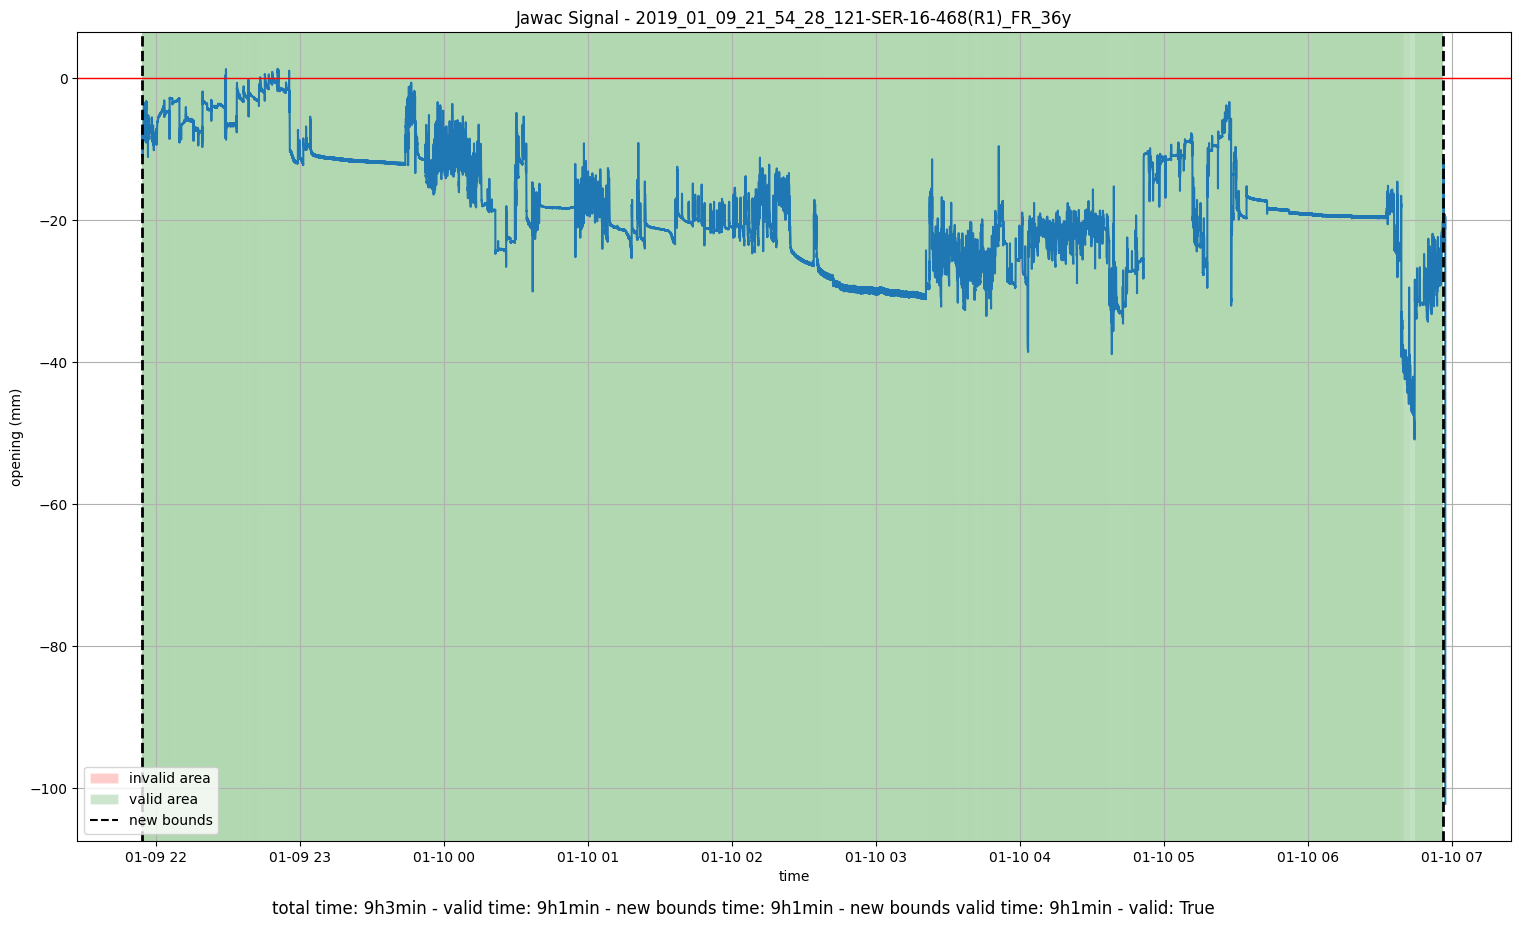 Jawac Signal - 2019_01_09_21_54_28_121-SER-16-468(R1)_FR_36y
opening (mm)
0
−20
−40
−60
−80
−100
invalid area
valid area
new bounds
01-09 22
01-09 23
01-10 00
01-10 01
01-10 02
01-10 03
01-10 04
01-10 05
01-10 06
01-10 07
time
total time: 9h3min - valid time: 9h1min - new bounds time: 9h1min - new bounds valid time: 9h1min - valid: True